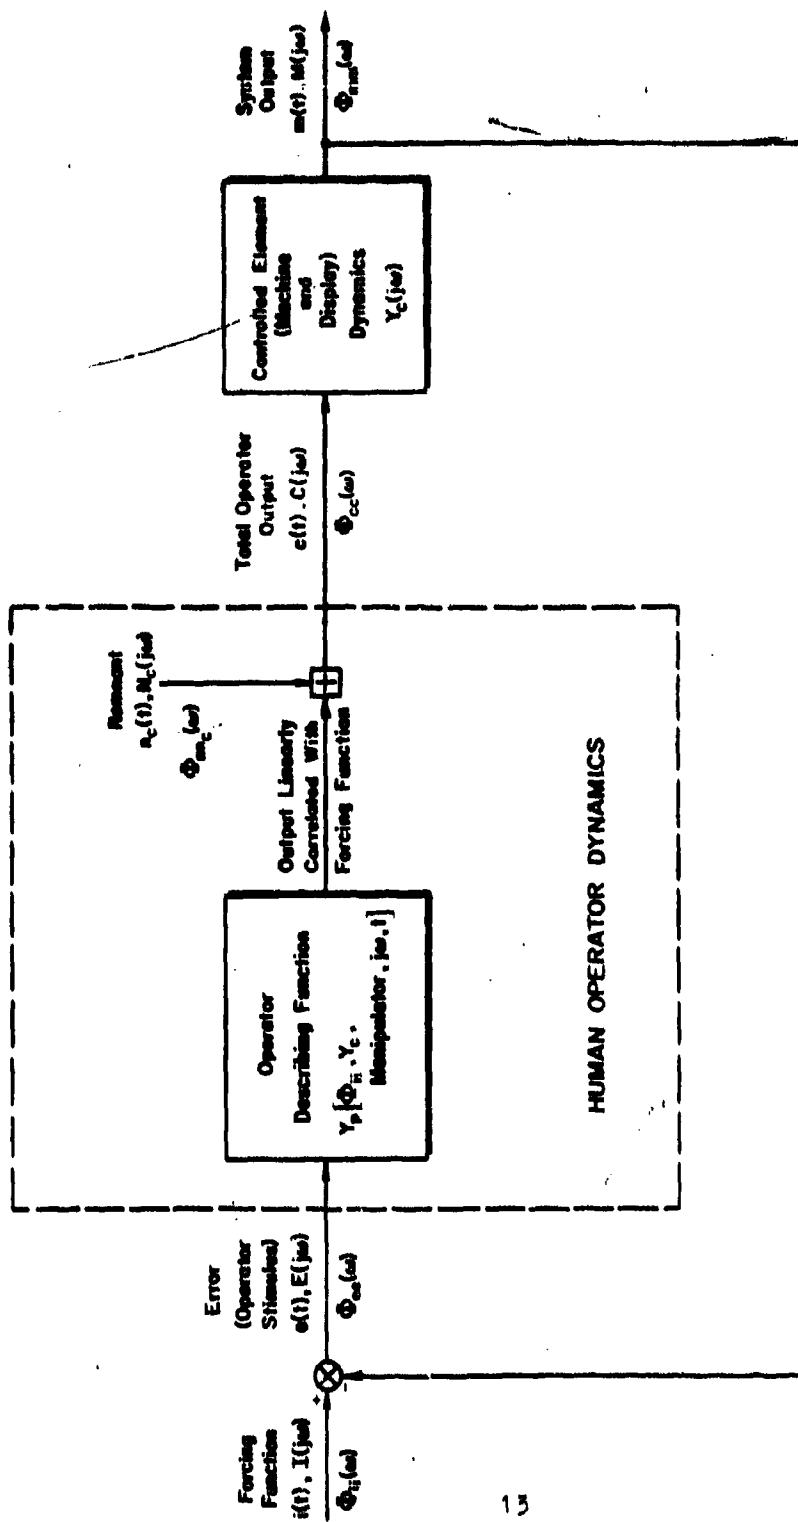 Forcing
Function
i(t), I(jω)
Φii(ω)
+
-
Error
(Operator
Stimulus)
e(t), E(jω)
Φee(ω)
Operator
Describing Function
Yp[Φii, Yc,
Manipulator, jω, t]
Output Linearly
Correlated With
Forcing Function
Remnant
nc(t), Nc(jω)
Φnnc(ω)
+
HUMAN OPERATOR DYNAMICS
Total Operator
Output
c(t), C(jω)
Φcc(ω)
Controlled Element
(Machine
and
Display)
Dynamics
Yc(jω)
System
Output
m(t), M(jω)
Φmm(ω)
13